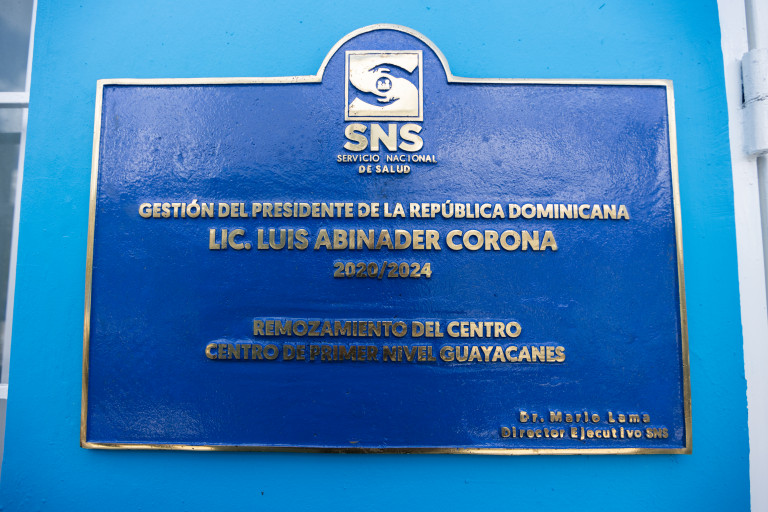 SNS
SERVICIO NACIONAL
DE SALUD
GESTIÓN DEL PRESIDENTE DE LA REPÚBLICA DOMINICANA
LIC. LUIS ABINADER CORONA
2020/2024
REMOZAMIENTO DEL CENTRO
CENTRO DE PRIMER NIVEL GUAYACANES
Dr. Mario Lama
Director Ejecutivo SNS